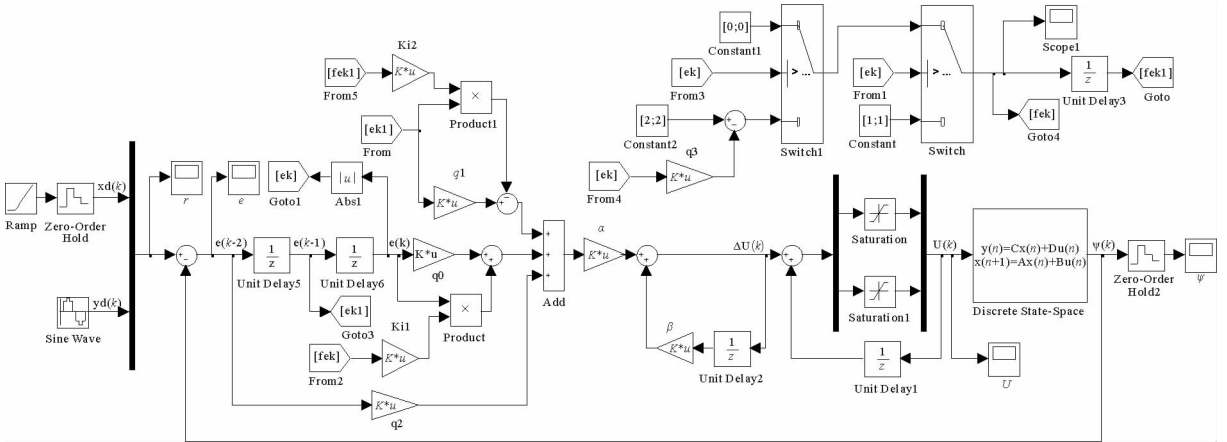 Ki2
[fek1]
From5
K*u
×
Product1
[ek1]
From
q1
K*u
[0;0]
Constant1
[ek]
From3
> ...
[2;2]
Constant2
Switch1
q3
[ek]
From4
K*u
[ek]
From1
> ...
[1;1]
Constant
Switch
Scope1
1
z
Unit Delay3
[fek1]
Goto
[fek]
Goto4
Ramp
Zero-Order
Hold
xd(k)
Sine Wave
yd(k)
r
e
[ek]
Goto1
|u|
Abs1
e(k-2)
1
z
Unit Delay5
e(k-1)
1
z
Unit Delay6
e(k)
K*u
q0
[ek1]
Goto3
Ki1
×
Product
[fek]
From2
K*u
K*u
q2
Add
α
K*u
ΔU(k)
β
K*u
1
z
Unit Delay2
Saturation
Saturation1
U(k)
1
z
Unit Delay1
U
y(n)=Cx(n)+Du(n)
x(n+1)=Ax(n)+Bu(n)
Discrete State-Space
ψ(k)
Zero-Order
Hold2
ψ